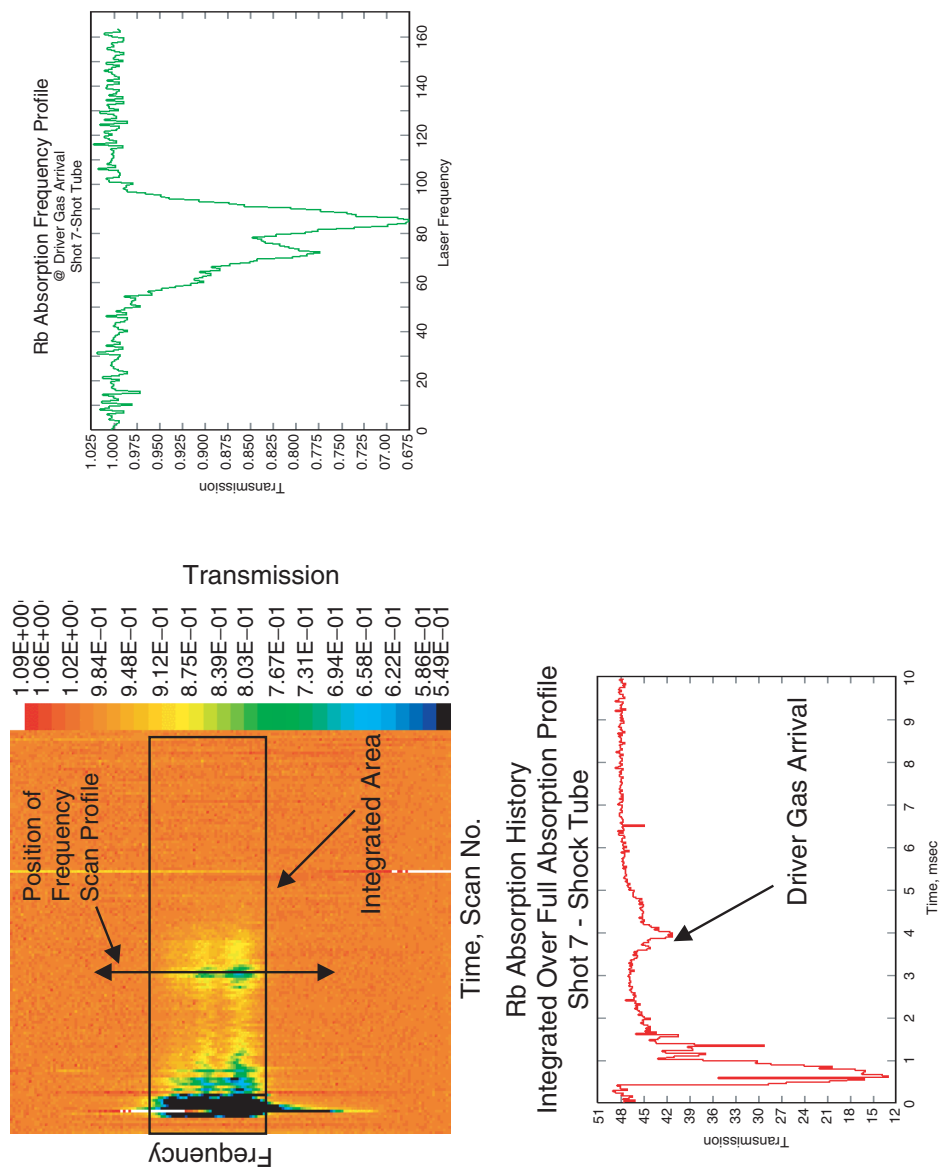 Position of
Frequency
Scan Profile
Integrated Area
Frequency
Time, Scan No.
1.09E+00
1.06E+00
1.02E+00
9.84E–01
9.48E–01
9.12E–01
8.75E–01
8.39E–01
8.03E–01
7.67E–01
7.31E–01
6.94E–01
6.58E–01
6.22E–01
5.86E–01
5.49E–01
Transmission
Rb Absorption Frequency Profile
@ Driver Gas Arrival
Shot 7-Shot Tube
1.025
1.000
0.975
0.950
0.925
0.900
0.875
0.850
0.825
0.800
0.775
0.750
0.725
07.00
0.675
Transmission
0 20 40 60 80 100 120 140 160
Laser Frequency
Rb Absorption History
Integrated Over Full Absorption Profile
Shot 7 - Shock Tube
51
48
45
42
39
36
33
30
27
24
21
18
15
12
Transmission
Driver Gas Arrival
0 1 2 3 4 5 6 7 8 9 10
Time, msec